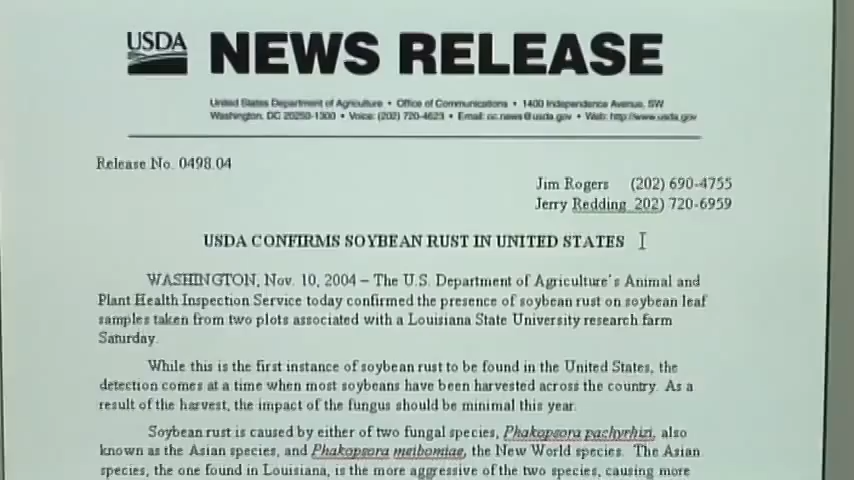 USDA NEWS RELEASE
United States Department of Agriculture • Office of Communications • 1400 Independence Avenue, SW
Washington, DC 20250-1300 • Voice: (202) 720-4623 • Email: oc.news@usda.gov • Web: http://www.usda.gov
Release No. 0498.04
Jim Rogers (202) 690-4755
Jerry Redding 202) 720-6959
USDA CONFIRMS SOYBEAN RUST IN UNITED STATES
WASHINGTON, Nov. 10, 2004 – The U.S. Department of Agriculture's Animal and
Plant Health Inspection Service today confirmed the presence of soybean rust on soybean leaf
samples taken from two plots associated with a Louisiana State University research farm
Saturday.
While this is the first instance of soybean rust to be found in the United States, the
detection comes at a time when most soybeans have been harvested across the country. As a
result of the harvest, the impact of the fungus should be minimal this year.
Soybean rust is caused by either of two fungal species, Phakopsora pachyrhizi, also
known as the Asian species, and Phakopsora meibomiae, the New World species. The Asian
species, the one found in Louisiana, is the more aggressive of the two species, causing more